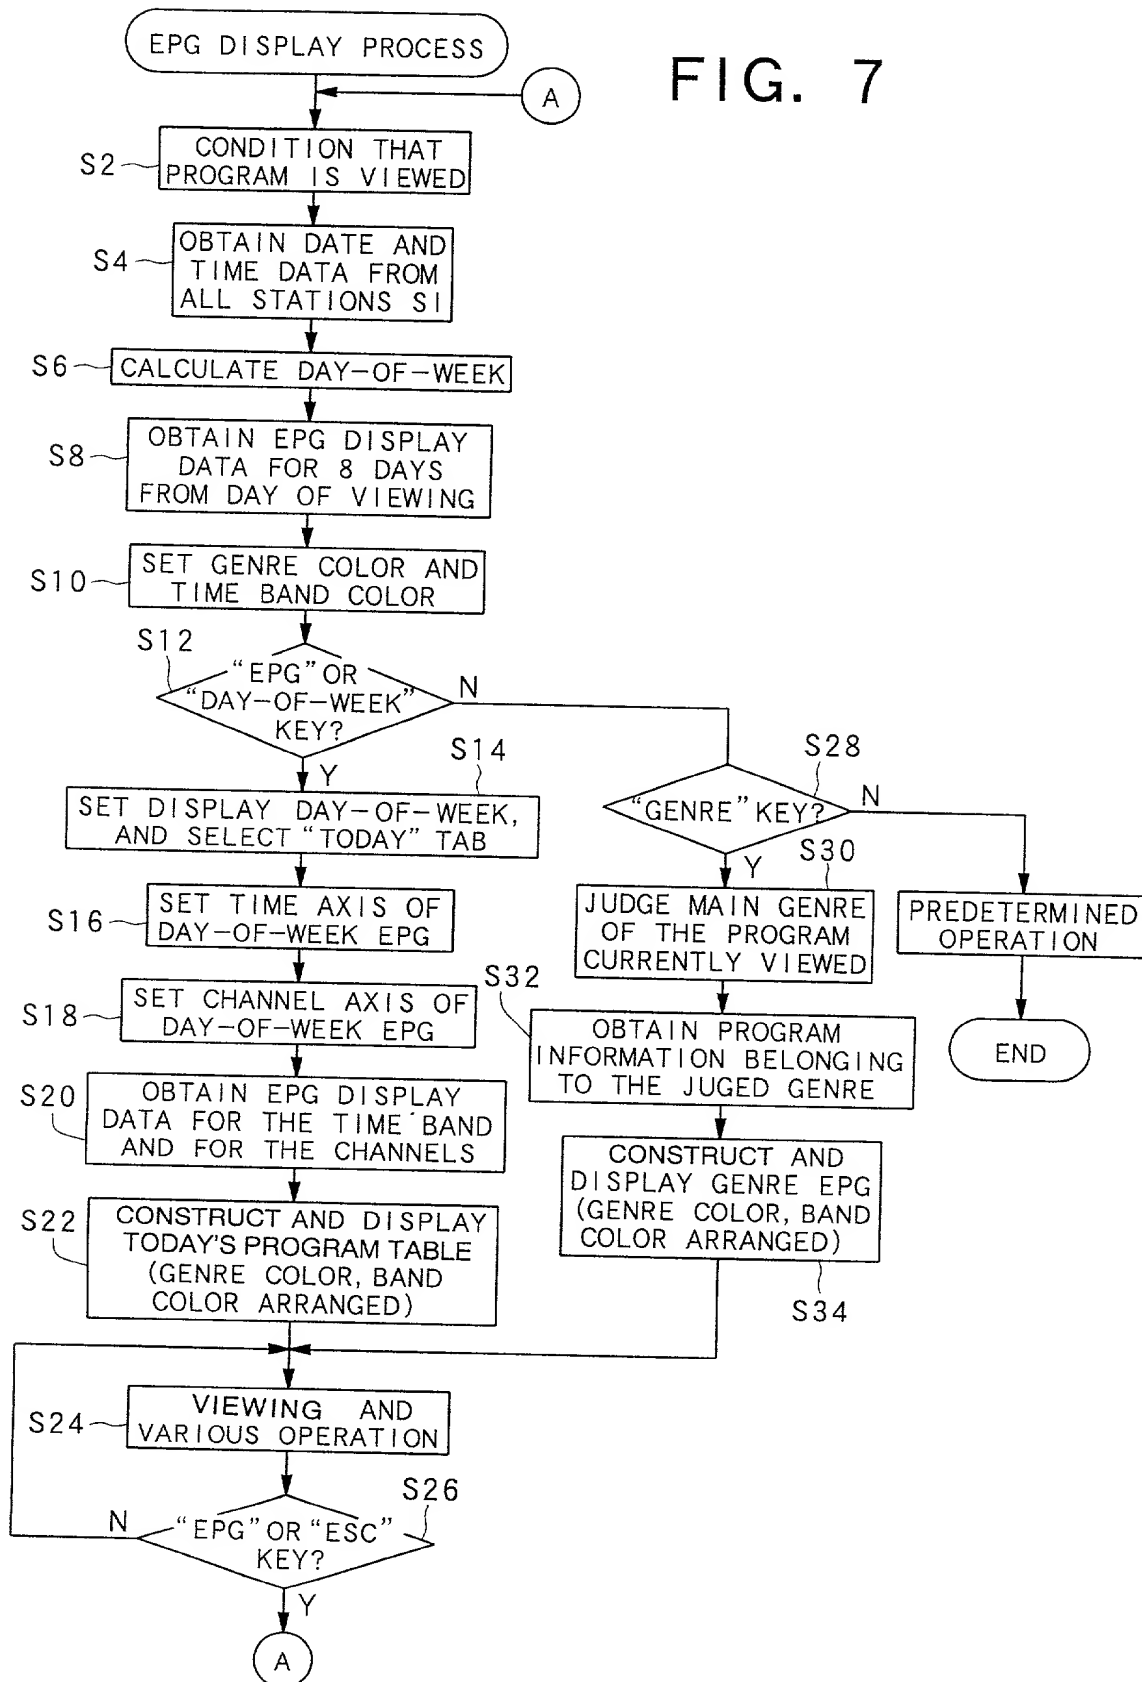 EPG DISPLAY PROCESS
FIG. 7
A
S2
CONDITION THAT
PROGRAM IS VIEWED
S4
OBTAIN DATE AND
TIME DATA FROM
ALL STATIONS SI
S6
CALCULATE DAY-OF-WEEK
S8
OBTAIN EPG DISPLAY
DATA FOR 8 DAYS
FROM DAY OF VIEWING
S10
SET GENRE COLOR AND
TIME BAND COLOR
S12
"EPG" OR
"DAY-OF-WEEK"
KEY?
N
Y
S14
SET DISPLAY DAY-OF-WEEK,
AND SELECT "TODAY" TAB
S16
SET TIME AXIS OF
DAY-OF-WEEK EPG
S18
SET CHANNEL AXIS OF
DAY-OF-WEEK EPG
S20
OBTAIN EPG DISPLAY
DATA FOR THE TIME BAND
AND FOR THE CHANNELS
S22
CONSTRUCT AND DISPLAY
TODAY'S PROGRAM TABLE
(GENRE COLOR, BAND
COLOR ARRANGED)
S28
"GENRE" KEY?
N
Y
S30
JUDGE MAIN GENRE
OF THE PROGRAM
CURRENTLY VIEWED
PREDETERMINED
OPERATION
END
S32
OBTAIN PROGRAM
INFORMATION BELONGING
TO THE JUGED GENRE
CONSTRUCT AND
DISPLAY GENRE EPG
(GENRE COLOR, BAND
COLOR ARRANGED)
S34
S24
VIEWING AND
VARIOUS OPERATION
S26
"EPG" OR "ESC"
KEY?
N
Y
A